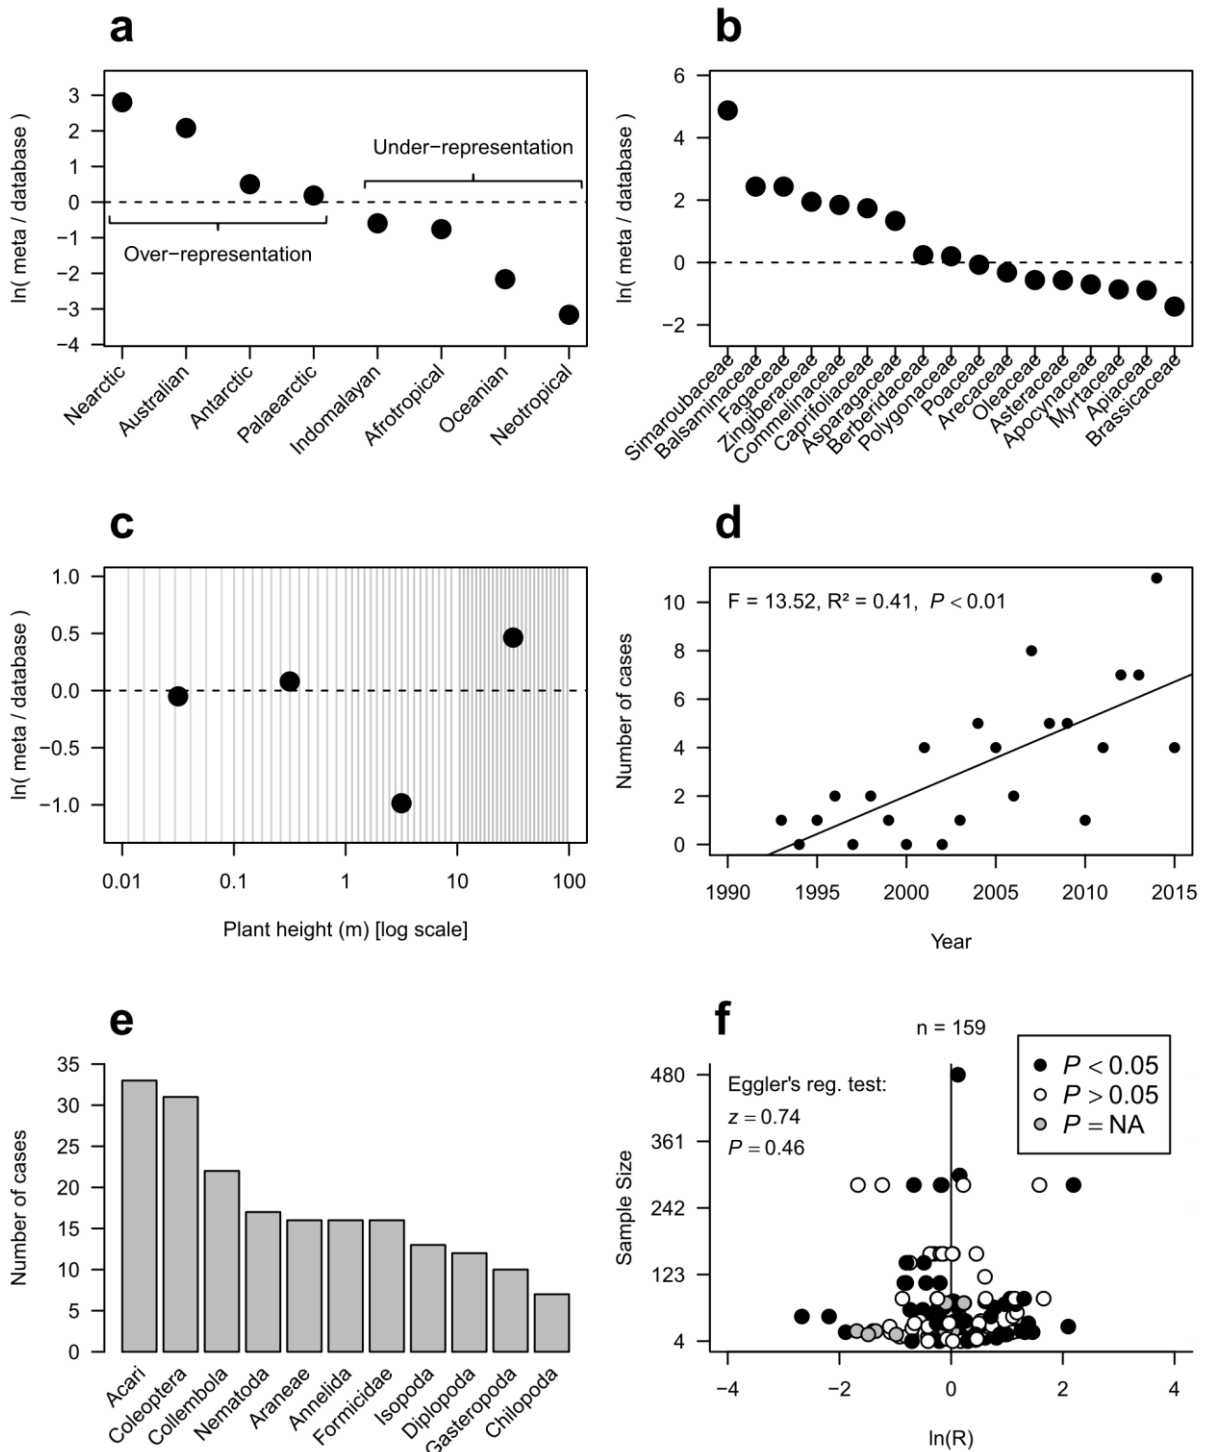 a
ln( meta / database )
3
2
1
0
−1
−2
−3
−4
Under−representation
Over−representation
Nearctic
Australian
Antarctic
Palaearctic
Indomalayan
Afrotropical
Oceanian
Neotropical
b
ln( meta / database )
6
4
2
0
−2
Simaroubaceae
Balsaminaceae
Fagaceae
Zingiberaceae
Commelinaceae
Caprifoliaceae
Asparagaceae
Berberidaceae
Polygonaceae
Poaceae
Arecaceae
Oleaceae
Asteraceae
Apocynaceae
Myrtaceae
Apiaceae
Brassicaceae
c
ln( meta / database)
1.0
0.5
0.0
−0.5
−1.0
0.01 0.1 1 10 100
Plant height (m) [log scale]
d
Number of cases
F = 13.52, R² = 0.41, P < 0.01
10
8
6
4
2
0
1990 1995 2000 2005 2010 2015
Year
e
Number of cases
35
30
25
20
15
10
5
0
Acari
Coleoptera
Collembola
Nematoda
Araneae
Annelida
Formicidae
Isopoda
Diplopoda
Gasteropoda
Chilopoda
f
n = 159
P < 0.05
P > 0.05
P = NA
Eggler's reg. test:
z = 0.74
P = 0.46
Sample Size
480
361
242
123
4
−4 −2 0 2 4
ln(R)